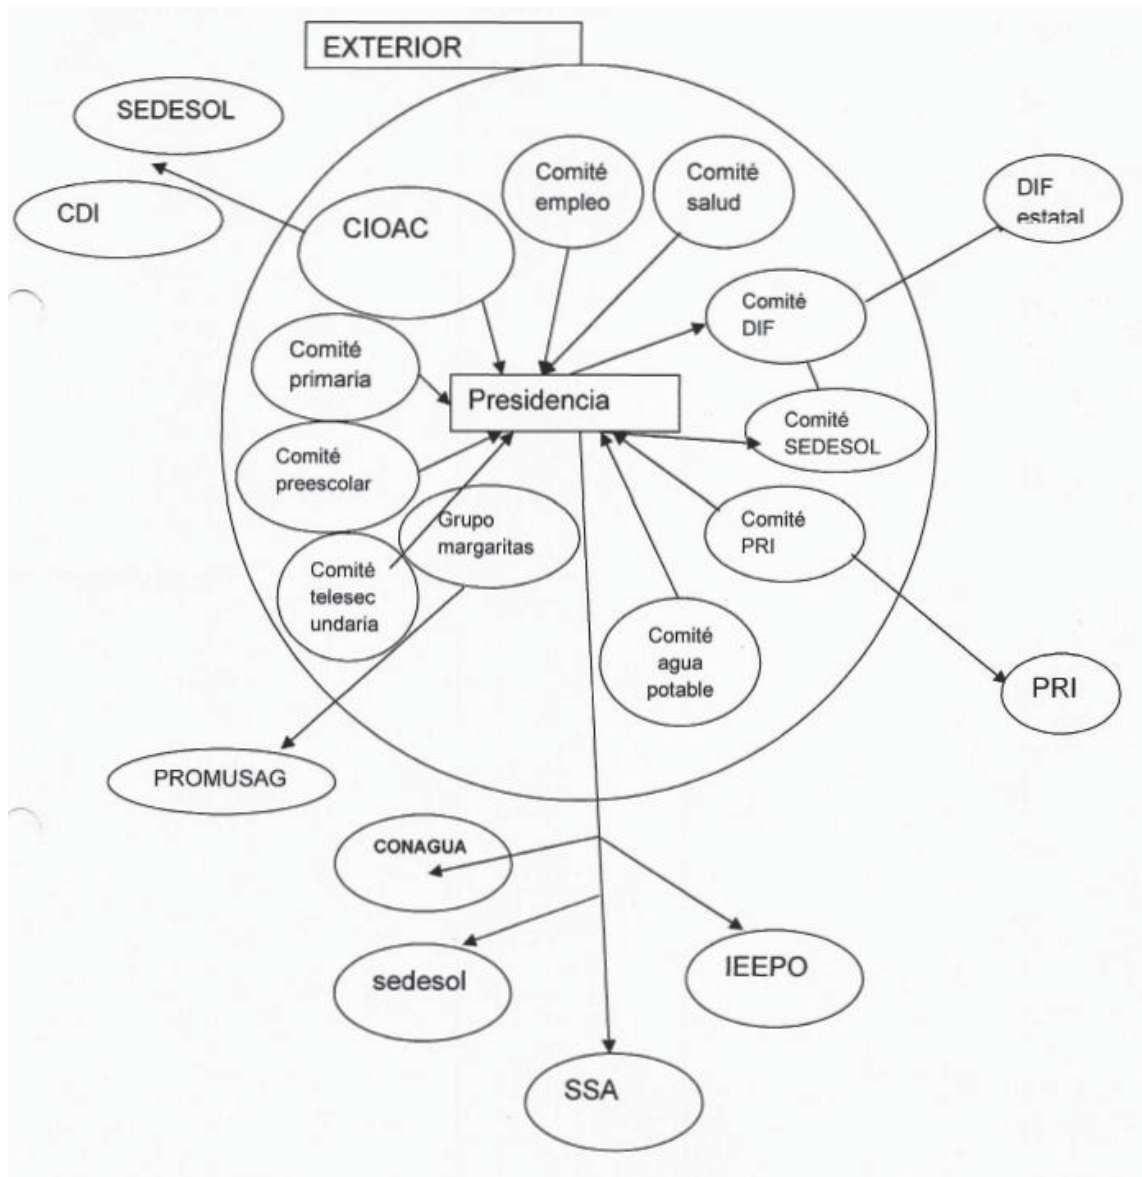 EXTERIOR
SEDESOL
CDI
CIOAC
Comité
empleo
Comité
salud
DIF
estatal
Comité
DIF
Comité
primaria
Presidencia
Comité
SEDESOL
Comité
preescolar
Grupo
margaritas
Comité
PRI
Comité
telesec
undaria
Comité
agua
potable
PRI
PROMUSAG
CONAGUA
sedesol
IEEPO
SSA